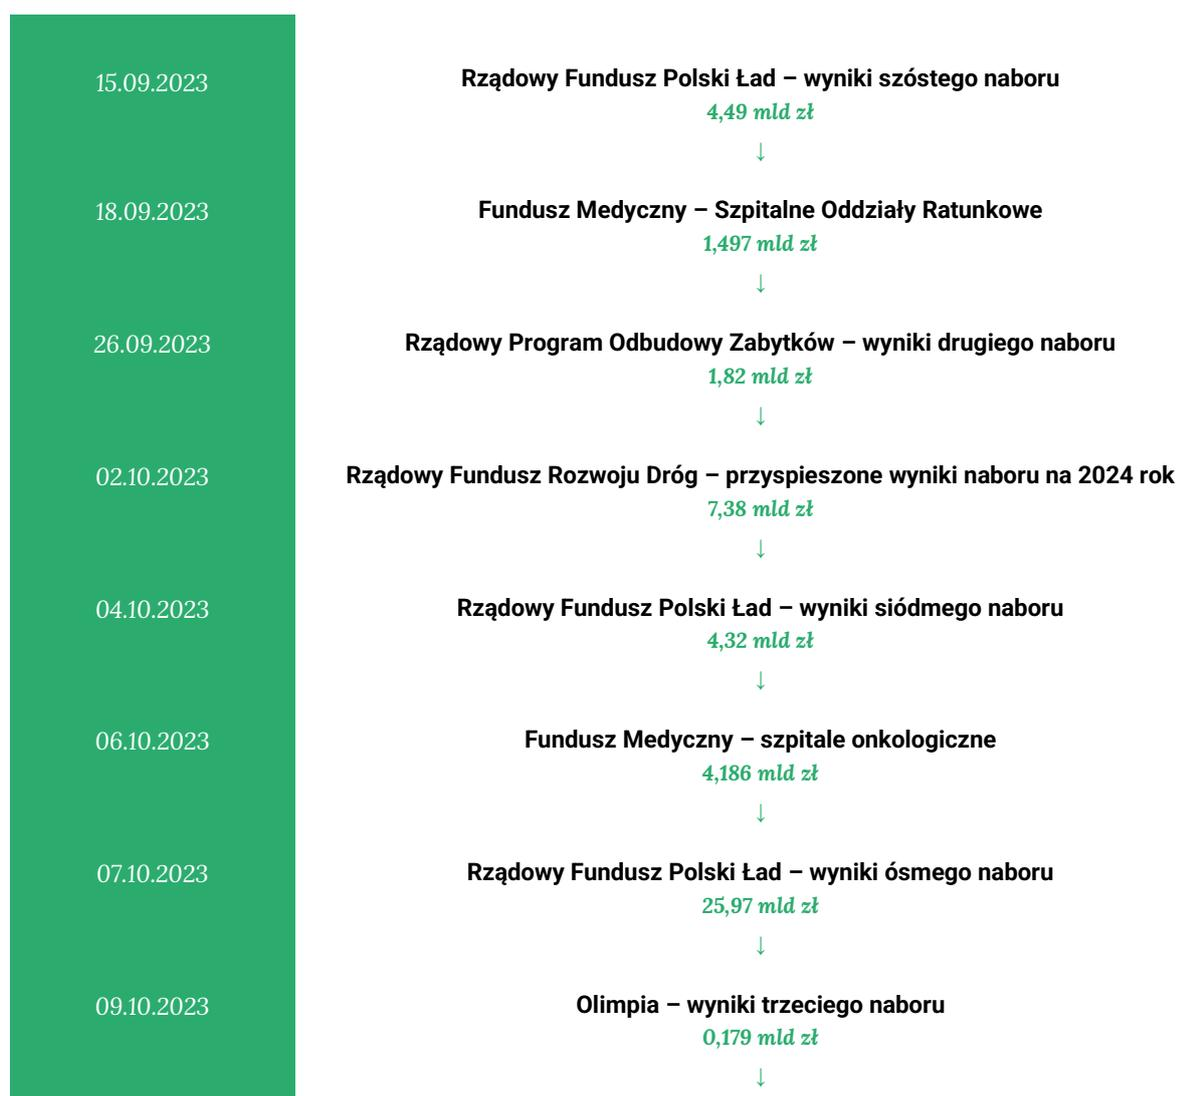 15.09.2023
Rządowy Fundusz Polski Ład – wyniki szóstego naboru
4,49 mld zł
↓
18.09.2023
Fundusz Medyczny – Szpitalne Oddziały Ratunkowe
1,497 mld zł
↓
26.09.2023
Rządowy Program Odbudowy Zabytków – wyniki drugiego naboru
1,82 mld zł
↓
02.10.2023
Rządowy Fundusz Rozwoju Dróg – przyspieszone wyniki naboru na 2024 rok
7,38 mld zł
↓
04.10.2023
Rządowy Fundusz Polski Ład – wyniki siódmego naboru
4,32 mld zł
↓
06.10.2023
Fundusz Medyczny – szpitale onkologiczne
4,186 mld zł
↓
07.10.2023
Rządowy Fundusz Polski Ład – wyniki ósmego naboru
25,97 mld zł
↓
09.10.2023
Olimpia – wyniki trzeciego naboru
0,179 mld zł
↓